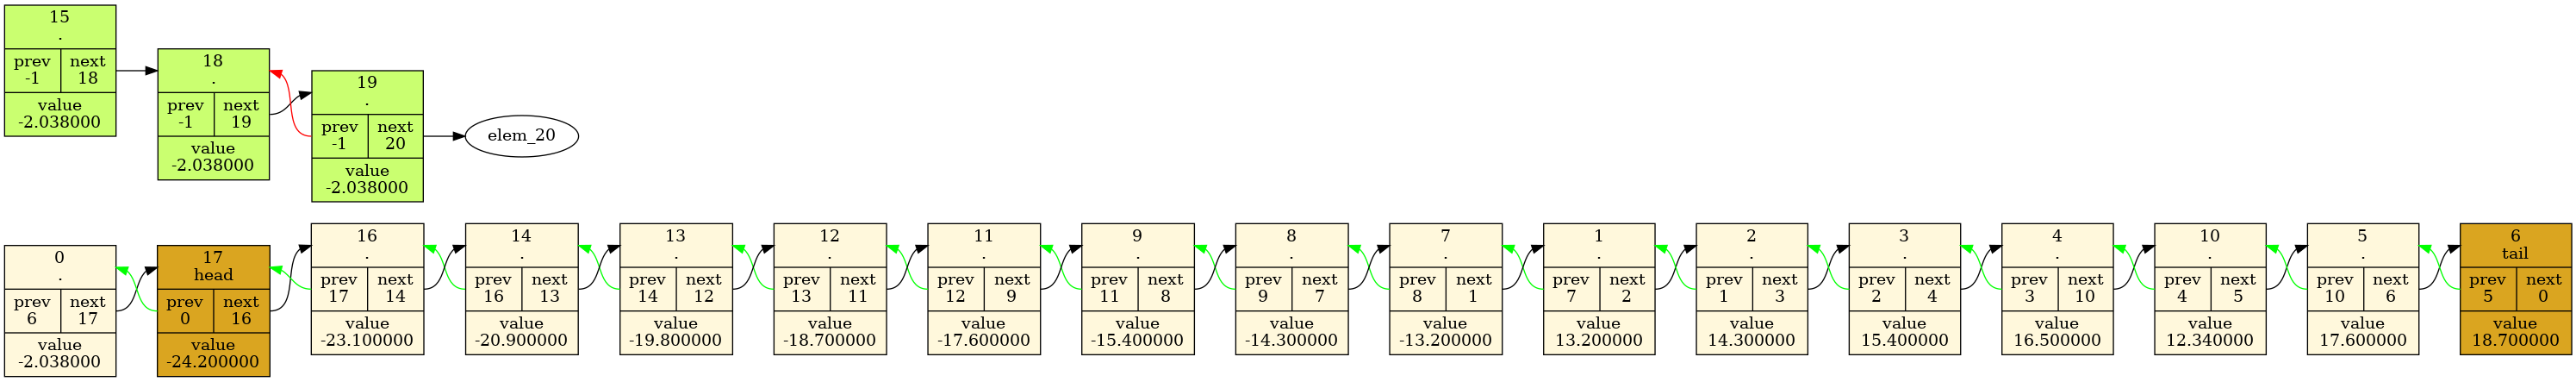 15
.
prev next
-1 18
value
-2.038000
18
.
prev next
-1 19
value
-2.038000
19
.
prev next
-1 20
value
-2.038000
elem_20
0
.
prev next
6 17
value
-2.038000
17
head
prev next
0 16
value
-24.200000
16
.
prev next
17 14
value
-23.100000
14
.
prev next
16 13
value
-20.900000
13
.
prev next
14 12
value
-19.800000
12
.
prev next
13 11
value
-18.700000
11
.
prev next
12 9
value
-17.600000
9
.
prev next
11 8
value
-15.400000
8
.
prev next
9 7
value
-14.300000
7
.
prev next
8 1
value
-13.200000
1
.
prev next
7 2
value
13.200000
2
.
prev next
1 3
value
14.300000
3
.
prev next
2 4
value
15.400000
4
.
prev next
3 10
value
16.500000
10
.
prev next
4 5
value
12.340000
5
.
prev next
10 6
value
17.600000
6
tail
prev next
5 0
value
18.700000